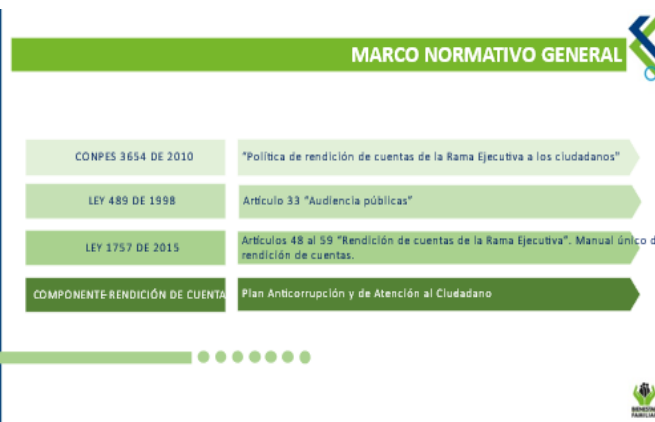 MARCO NORMATIVO GENERAL
CONPES 3654 DE 2010
"Política de rendición de cuentas de la Rama Ejecutiva a los ciudadanos"
LEY 489 DE 1998
Artículo 33 "Audiencia públicas"
LEY 1757 DE 2015
Artículos 48 al 59 "Rendición de cuentas de la Rama Ejecutiva". Manual único d
rendición de cuentas.
COMPONENTE-RENDICIÓN DE CUENTA
Plan Anticorrupción y de Atención al Ciudadano
BIENESTAR
FAMILIAR